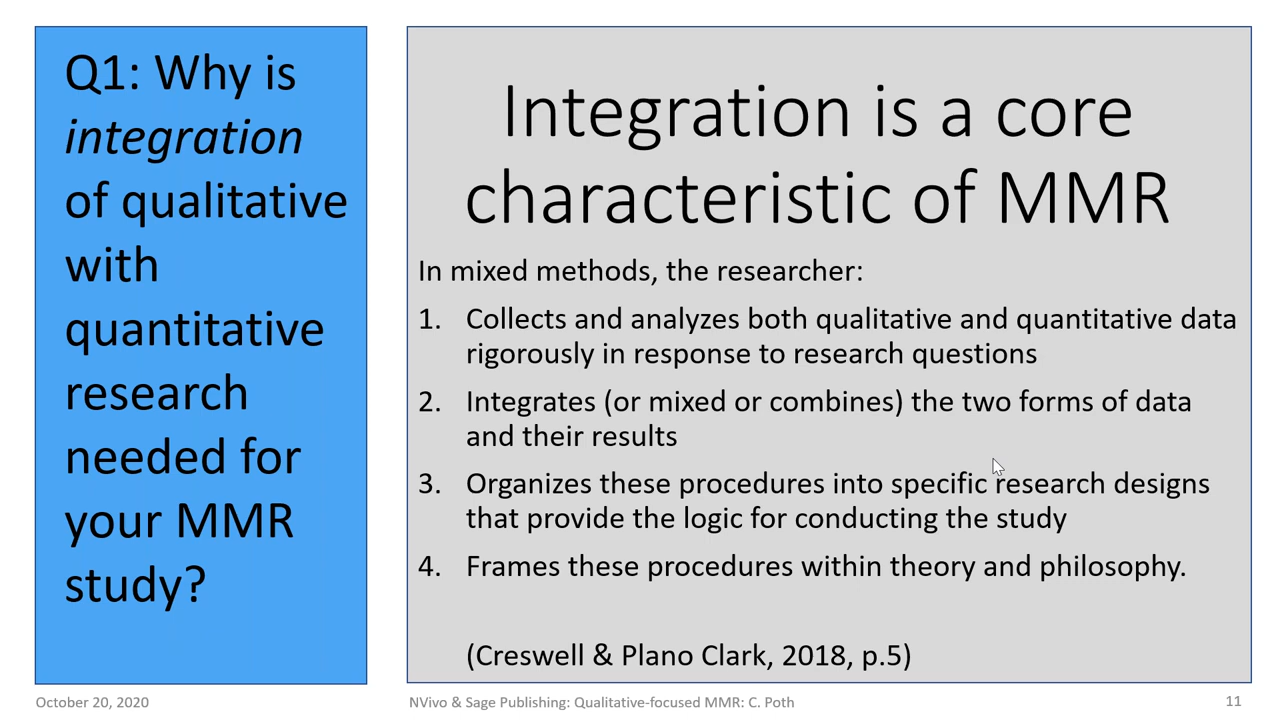 Q1: Why is
integration
of qualitative
with
quantitative
research
needed for
your MMR
study?
Integration is a core
characteristic of MMR
In mixed methods, the researcher:
1. Collects and analyzes both qualitative and quantitative data
rigorously in response to research questions
2. Integrates (or mixed or combines) the two forms of data
and their results
3. Organizes these procedures into specific research designs
that provide the logic for conducting the study
4. Frames these procedures within theory and philosophy.
(Creswell & Plano Clark, 2018, p.5)
October 20, 2020
NVivo & Sage Publishing: Qualitative-focused MMR: C. Poth
11